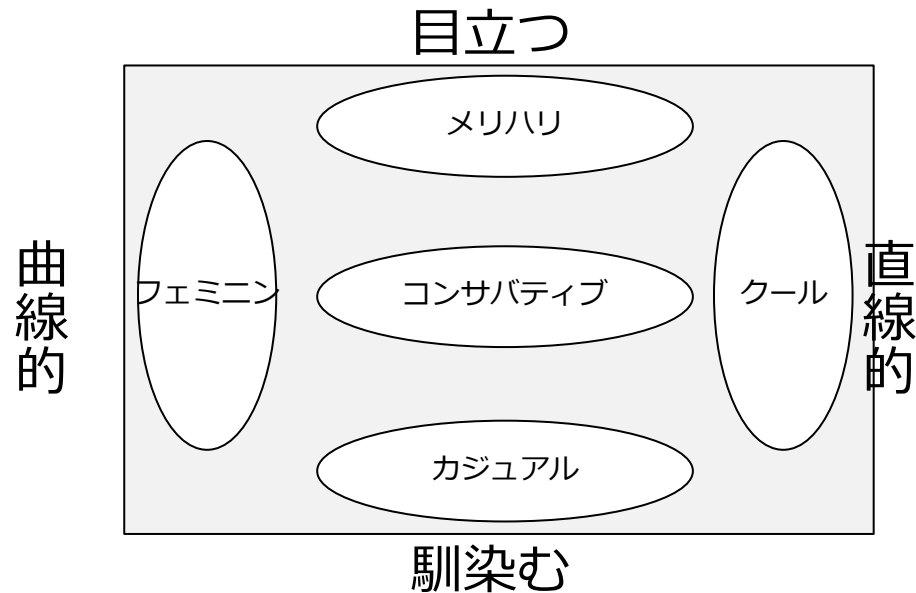 目立つ
メリハリ
曲線的
フェミニン
コンサバティブ
クール
直線的
カジュアル
馴染む